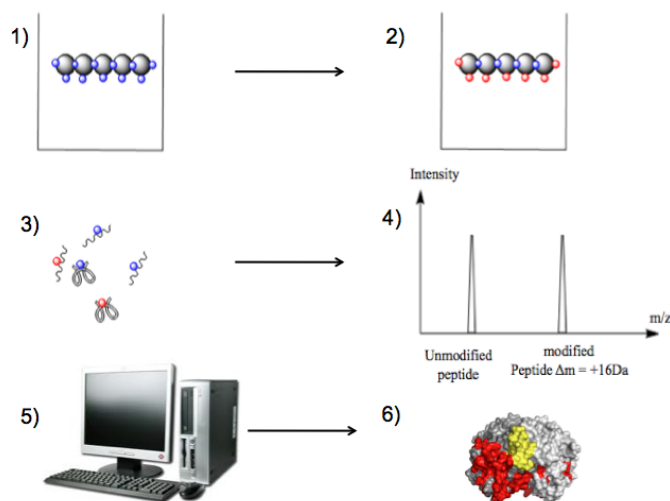 1)
2)
3)
Intensity
4)
m/z
Unmodified
peptide
modified
Peptide Δm = +16Da
5)
6)